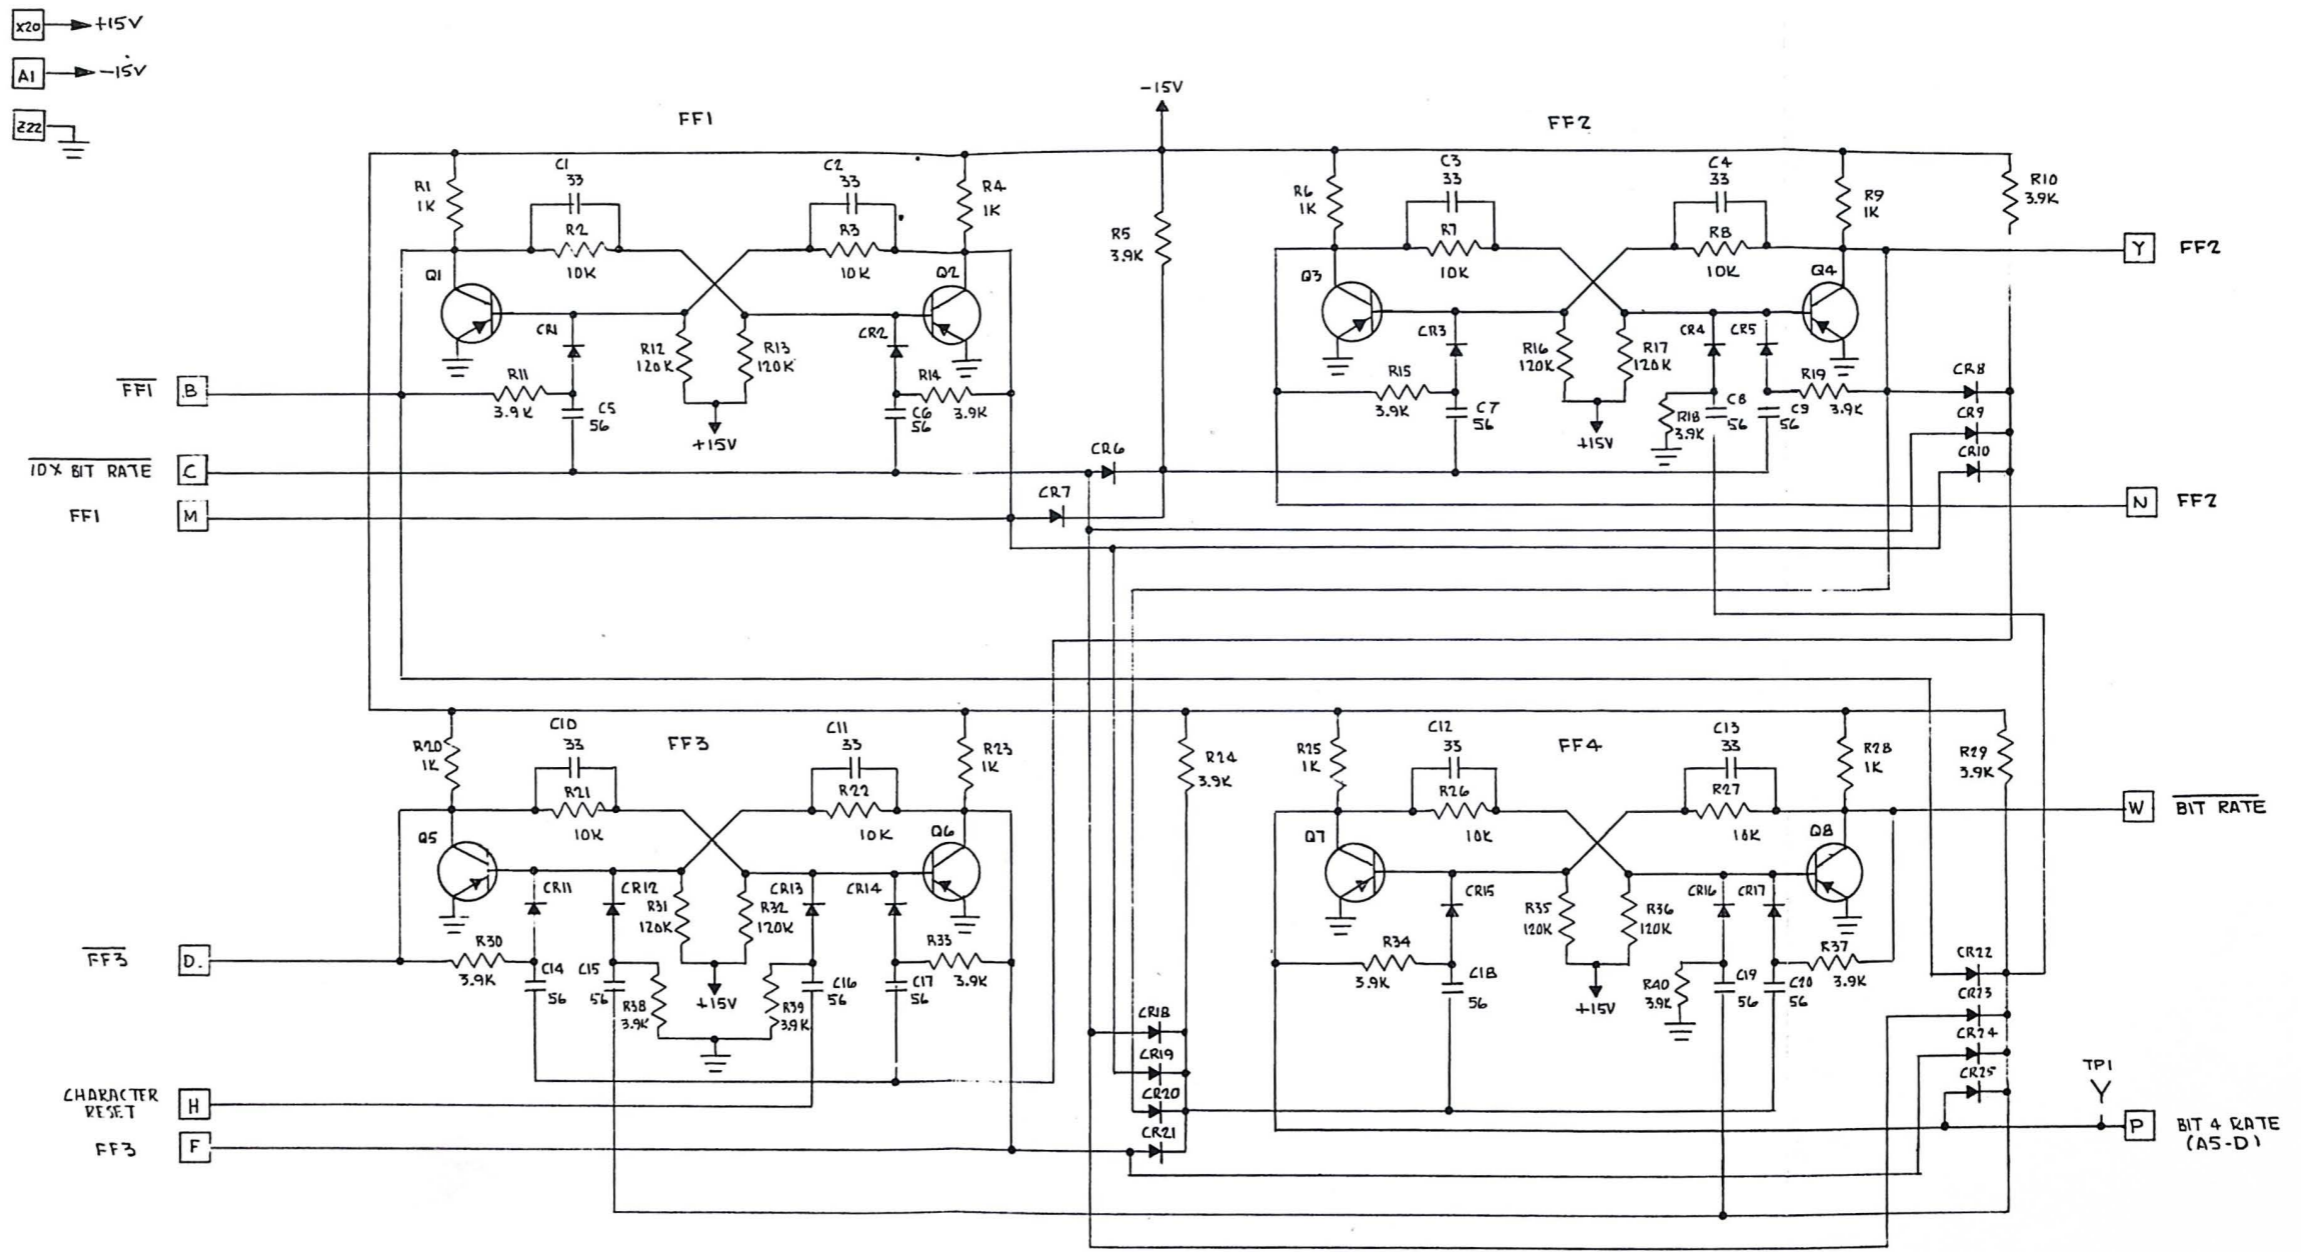 X20 +15V
A1 -15V
Z22
FF1
-15V
FF2
C1
33
C2
33
C3
33
C4
33
R1
1K
R2
10K
R3
10K
R4
1K
R5
3.9K
R6
1K
R7
10K
R8
10K
R9
1K
R10
3.9K
Q1
Q2
Q3
Q4
Y FF2
CR1
R12
120K
R13
120K
CR2
CR3
R16
120K
R17
120K
CR4
CR5
FF1 B
R11
3.9K
C5
56
+15V
R14
3.9K
C6
56
R15
3.9K
C7
56
+15V
R18
3.9K
C8
56
C9
56
R19
3.9K
CR8
CR9
CR10
10X BIT RATE C
CR6
FF1 M
CR7
N FF2
FF3
FF4
C10
33
C11
33
C12
33
C13
33
R20
1K
R21
10K
R22
10K
R23
1K
R24
3.9K
R25
1K
R26
10K
R27
10K
R28
1K
R29
3.9K
W BIT RATE
Q5
Q6
Q7
Q8
CR11
CR12
R31
120K
R32
120K
CR13
CR14
CR15
R35
120K
R36
120K
CR16
CR17
FF3 D.
R30
3.9K
C14
56
C15
56
R38
3.9K
+15V
R39
3.9K
C16
56
C17
56
R33
3.9K
R34
3.9K
C18
56
+15V
R40
3.9K
C19
56
C20
56
R37
3.9K
CR22
CR23
CR24
CR25
CR18
CR19
CR20
CR21
TP1
CHARACTER
RESET H
FF3 F
P BIT 4 RATE
(A5-D)